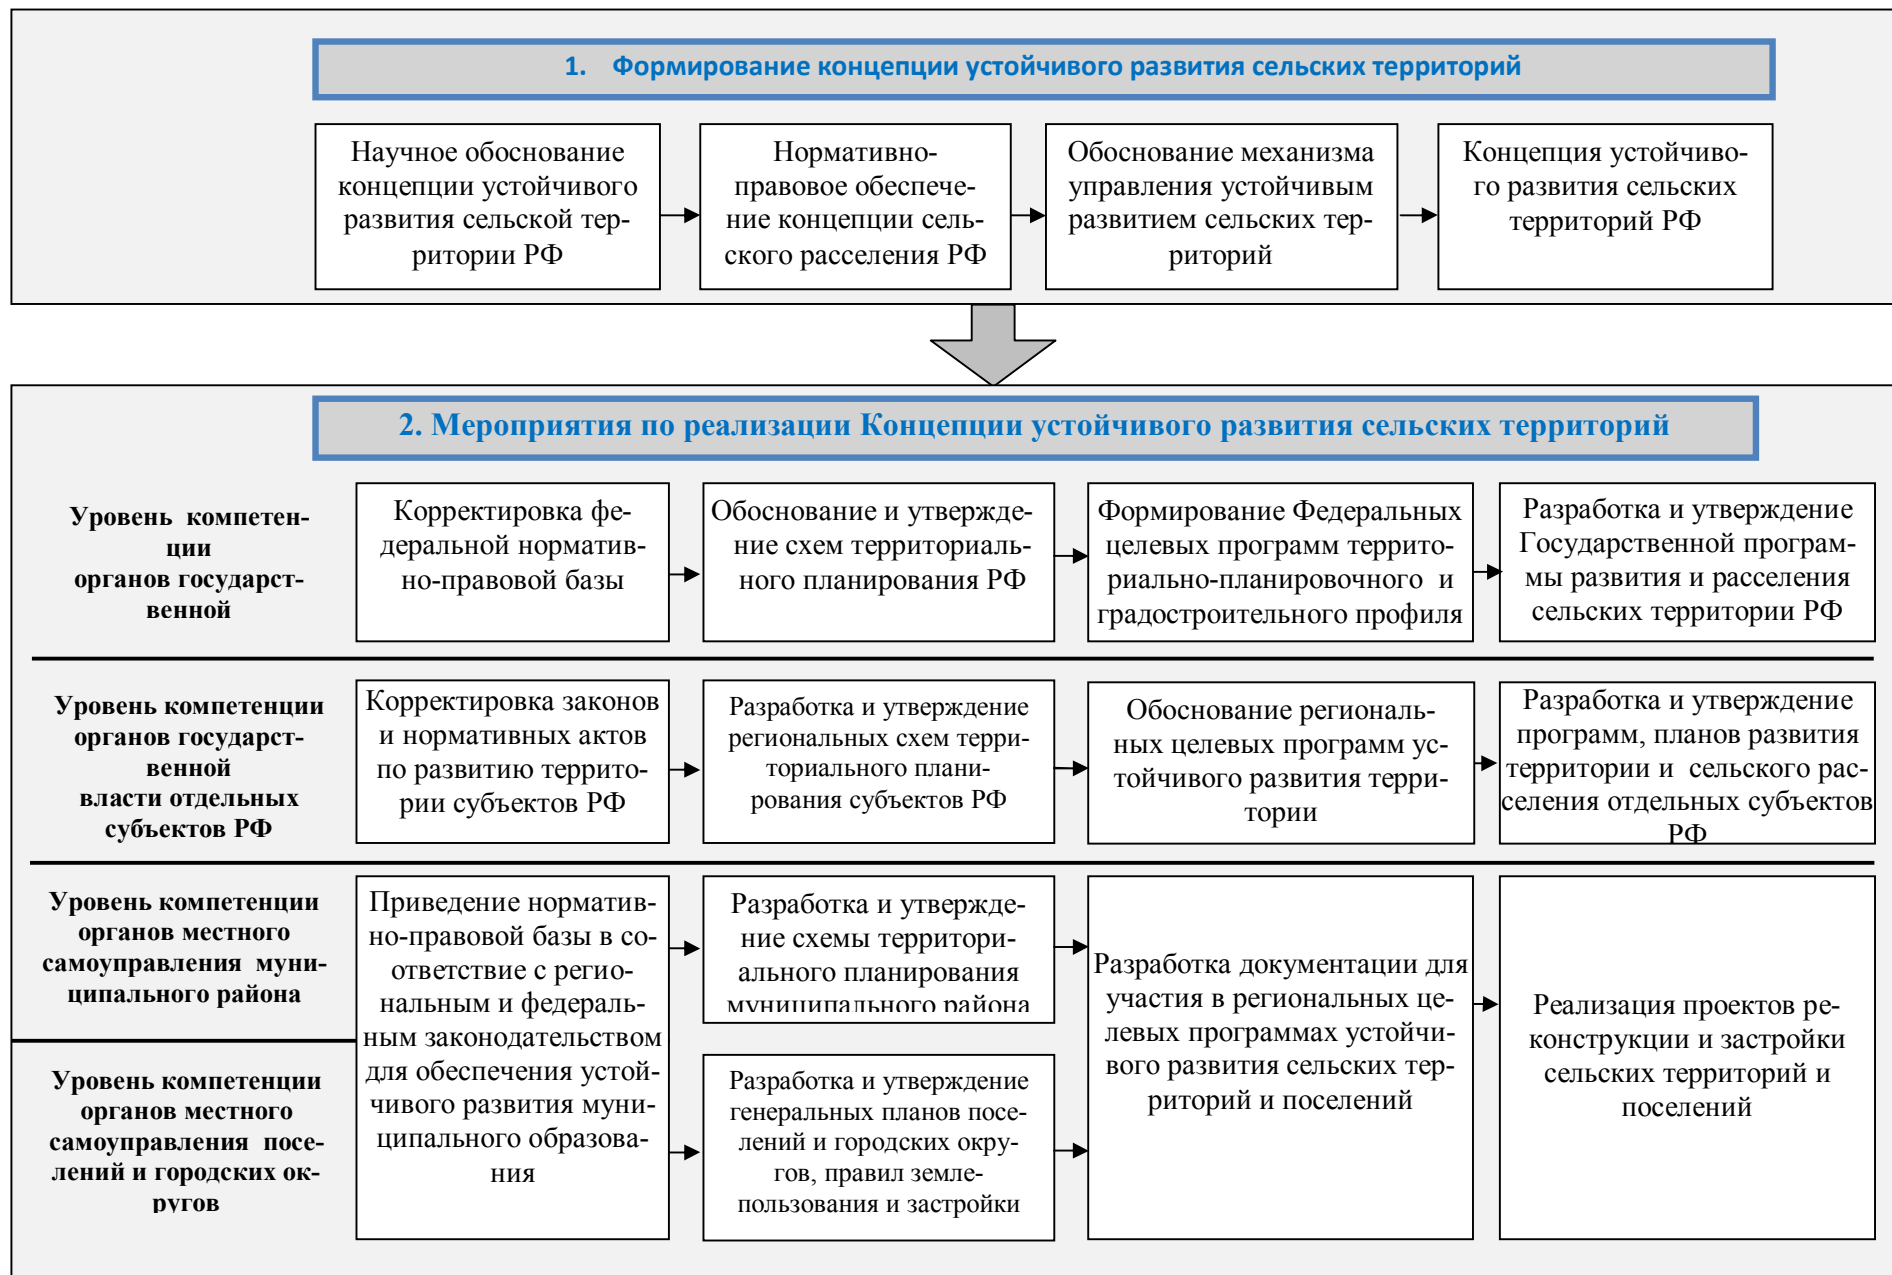 1. Формирование концепции устойчивого развития сельских территорий
Научное обоснование
концепции устойчивого
развития сельской тер-
ритории РФ
Нормативно-
правовое обеспече-
ние концепции сель-
ского расселения РФ
Обоснование механизма
управления устойчивым
развитием сельских тер-
риторий
Концепция устойчиво-
го развития сельских
территорий РФ
2. Мероприятия по реализации Концепции устойчивого развития сельских территорий
Уровень компетен-
ции
органов государст-
венной
Корректировка фе-
деральной норматив-
но-правовой базы
Обоснование и утвержде-
ние схем территориаль-
ного планирования РФ
Формирование Федеральных
целевых программ террито-
риально-планировочного и
градостроительного профиля
Разработка и утверждение
Государственной програм-
мы развития и расселения
сельских территории РФ
Уровень компетенции
органов государст-
венной
власти отдельных
субъектов РФ
Корректировка законов
и нормативных актов
по развитию террито-
рии субъектов РФ
Разработка и утверждение
региональных схем терри-
ториального плани-
рования субъектов РФ
Обоснование региональ-
ных целевых программ ус-
тойчивого развития терри-
тории
Разработка и утверждение
программ, планов развития
территории и сельского рас-
селения отдельных субъектов
РФ
Уровень компетенции
органов местного
самоуправления муни-
ципального района
Приведение норматив-
но-правовой базы в со-
ответствие с регио-
нальным и федераль-
ным законодательством
для обеспечения устой-
чивого развития муни-
ципального образова-
ния
Разработка и утвержде-
ние схемы территори-
ального планирования
муниципального района
Разработка документации для
участия в региональных це-
левых программах устойчи-
вого развития сельских тер-
риторий и поселений
Реализация проектов ре-
конструкции и застройки
сельских территорий и
поселений
Уровень компетенции
органов местного
самоуправления посе-
лений и городских ок-
ругов
Разработка и утверждение
генеральных планов посе-
лений и городских окру-
гов, правил земле-
пользования и застройки